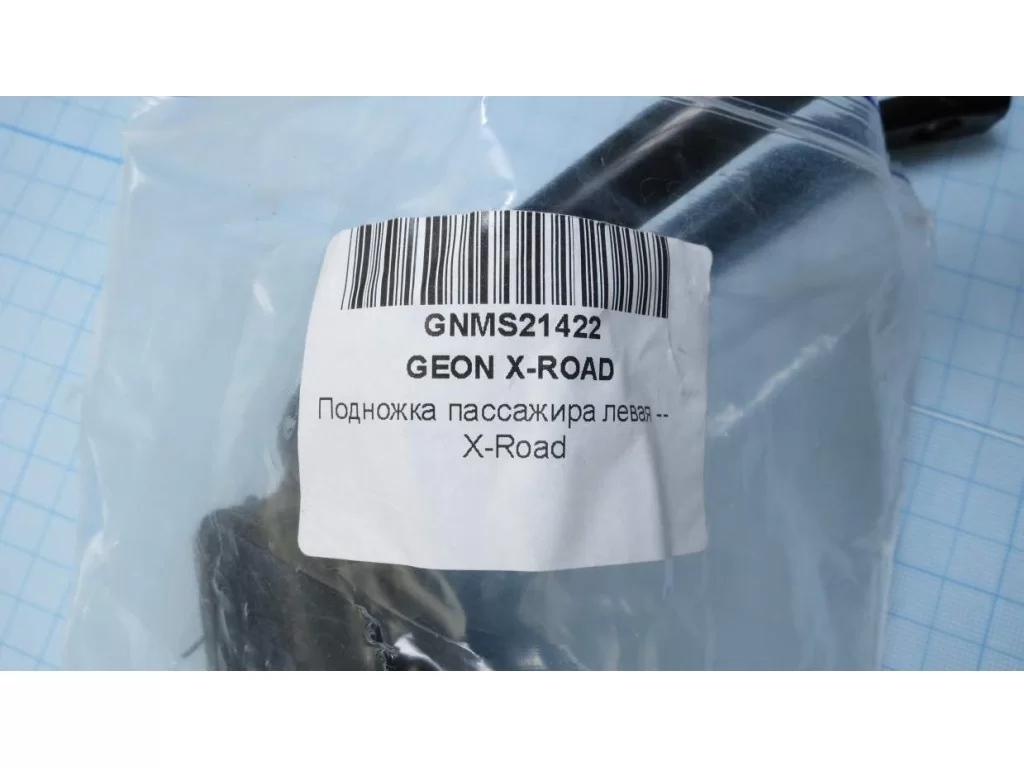 GNMS21422
GEON X-ROAD
Подножка пассажира левая --
X-Road